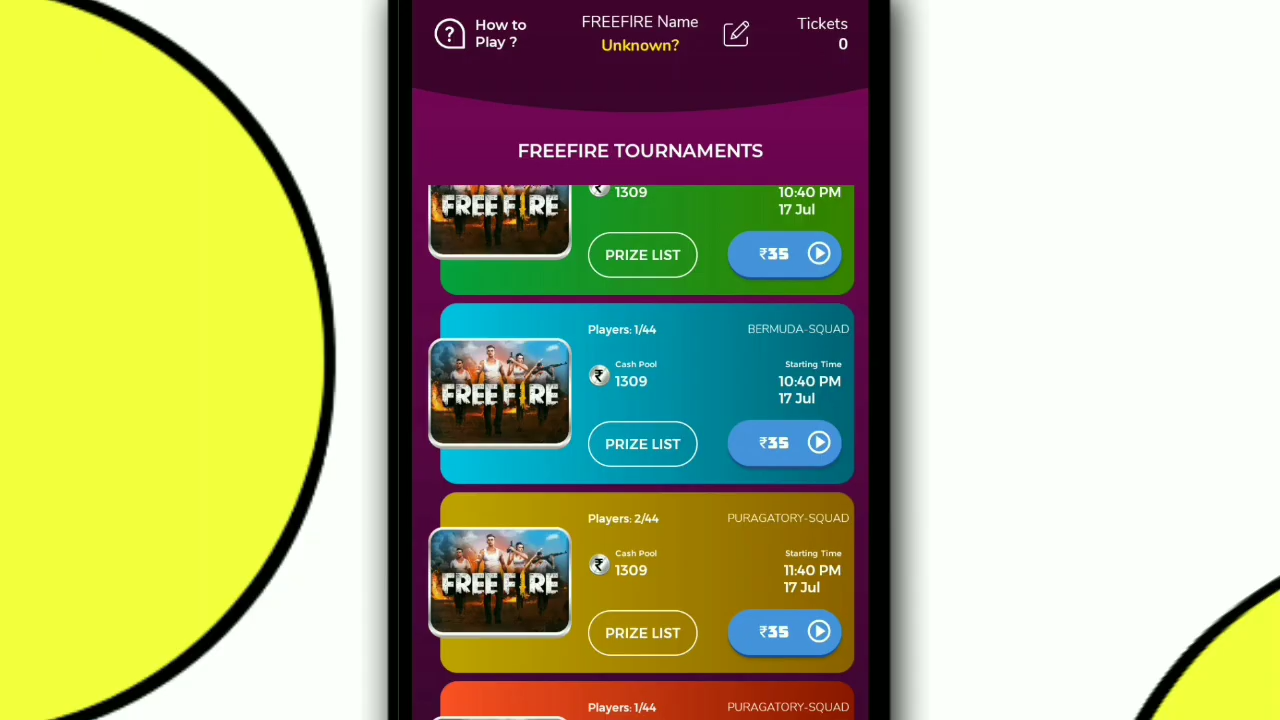 How to
Play ?
FREEFIRE Name
Unknown?
Tickets
0
FREEFIRE TOURNAMENTS
FREE FIRE
1309
10:40 PM
17 Jul
PRIZE LIST
₹35
Players: 1/44
BERMUDA-SQUAD
FREE FIRE
Cash Pool
₹ 1309
Starting Time
10:40 PM
17 Jul
PRIZE LIST
₹35
Players: 2/44
PURAGATORY-SQUAD
FREE FIRE
Cash Pool
₹ 1309
Starting Time
11:40 PM
17 Jul
PRIZE LIST
₹35
Players: 1/44
PURAGATORY-SQUAD